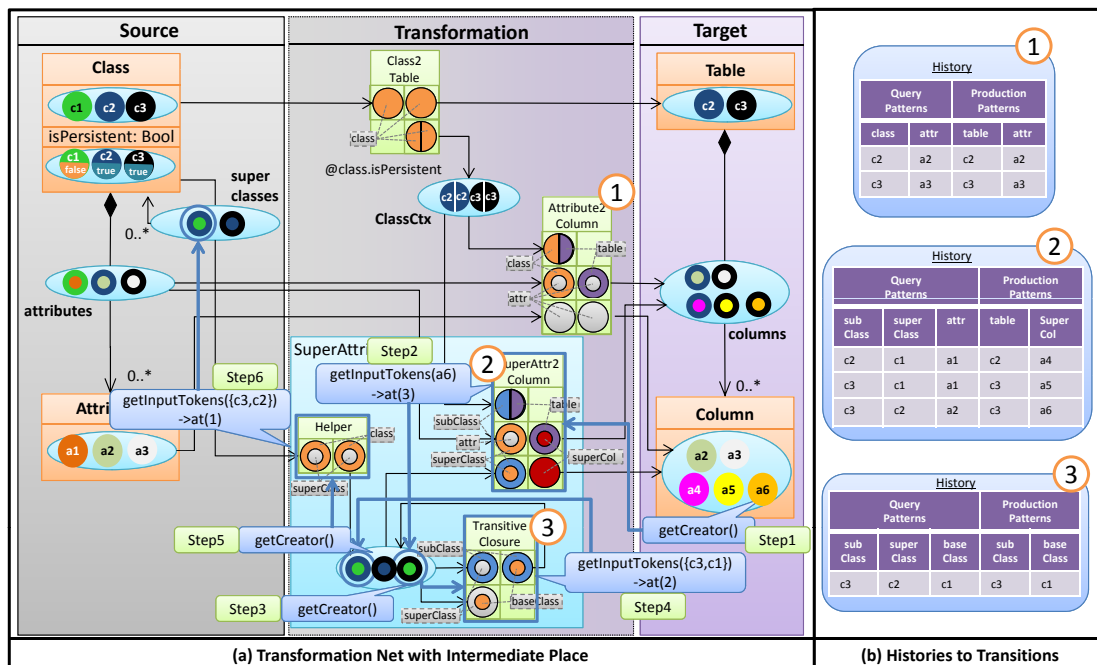 Source
Transformation
Target
Class
c1 c2 c3
isPersistent: Bool
c1 c2 c3
false true true
super
classes
0..*
attributes
0..*
Attri
a1 a2 a3
Class2
Table
class
@class.isPersistent
c2 c2 c3 c3
ClassCtx
1
Attribute2
Column
table
class
attr
Table
c2 c3
columns
0..*
Column
a2 a3
a4 a5 a6
SuperAttri
Step2
getInputTokens(a6)
->at(3)
2
SuperAttr2
Column
table
subClass
attr
superClass
superCol
Step6
getInputTokens({c3,c2})
->at(1)
Helper
class
superClass
Step5
getCreator()
Step3
getCreator()
3
Transitive
Closure
subClass
superClass
baseClass
getInputTokens({c3,c1})
->at(2)
Step4
getCreator()
Step1
(a) Transformation Net with Intermediate Place
1
History
Query
Patterns
Production
Patterns
class attr table attr
c2 a2 c2 a2
c3 a3 c3 a3
2
History
Query
Patterns
Production
Patterns
sub
Class
super
Class
attr
table
Super
Col
c2 c1 a1 c2 a4
c3 c1 a1 c3 a5
c3 c2 a2 c3 a6
3
History
Query
Patterns
Production
Patterns
sub
Class
super
Class
base
Class
sub
Class
base
Class
c3 c2 c1 c3 c1
(b) Histories to Transitions